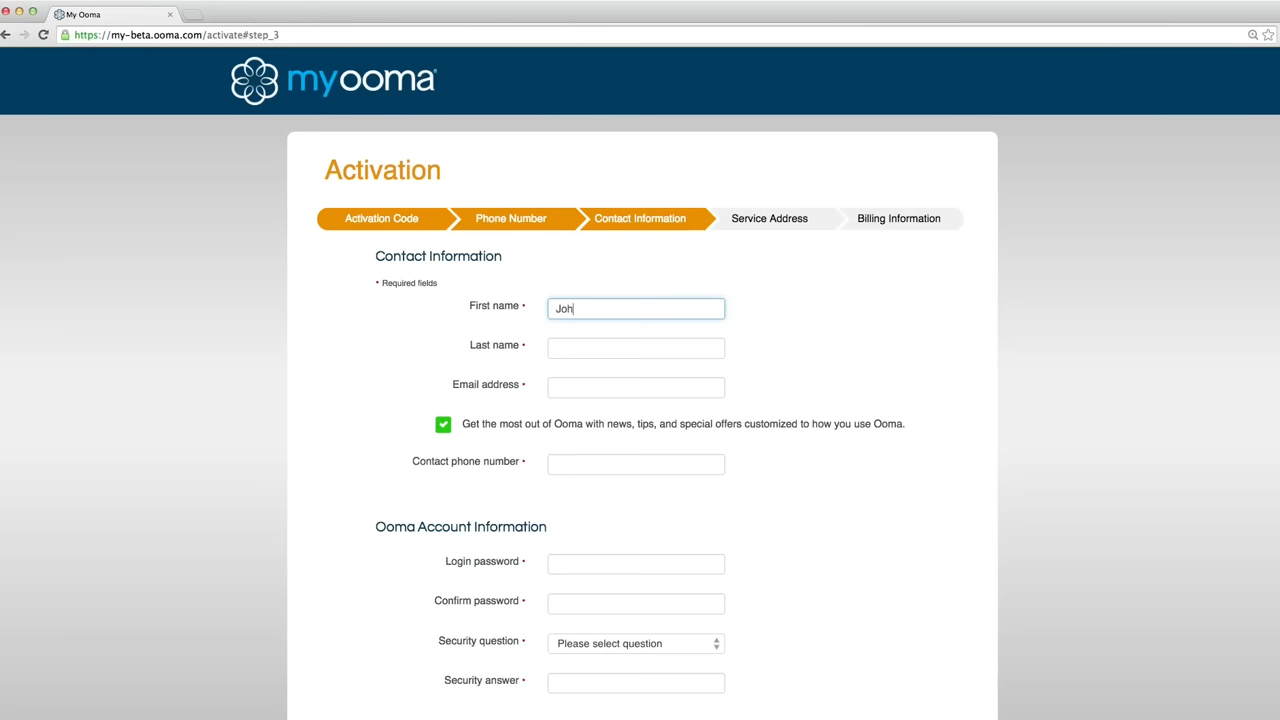 My Ooma
https://my-beta.ooma.com/activate#step_3
myooma
Activation
Activation Code
Phone Number
Contact Information
Service Address
Billing Information
Contact Information
• Required fields
First name •
Joh
Last name •
Email address •
Get the most out of Ooma with news, tips, and special offers customized to how you use Ooma.
Contact phone number •
Ooma Account Information
Login password •
Confirm password •
Security question •
Please select question
Security answer •